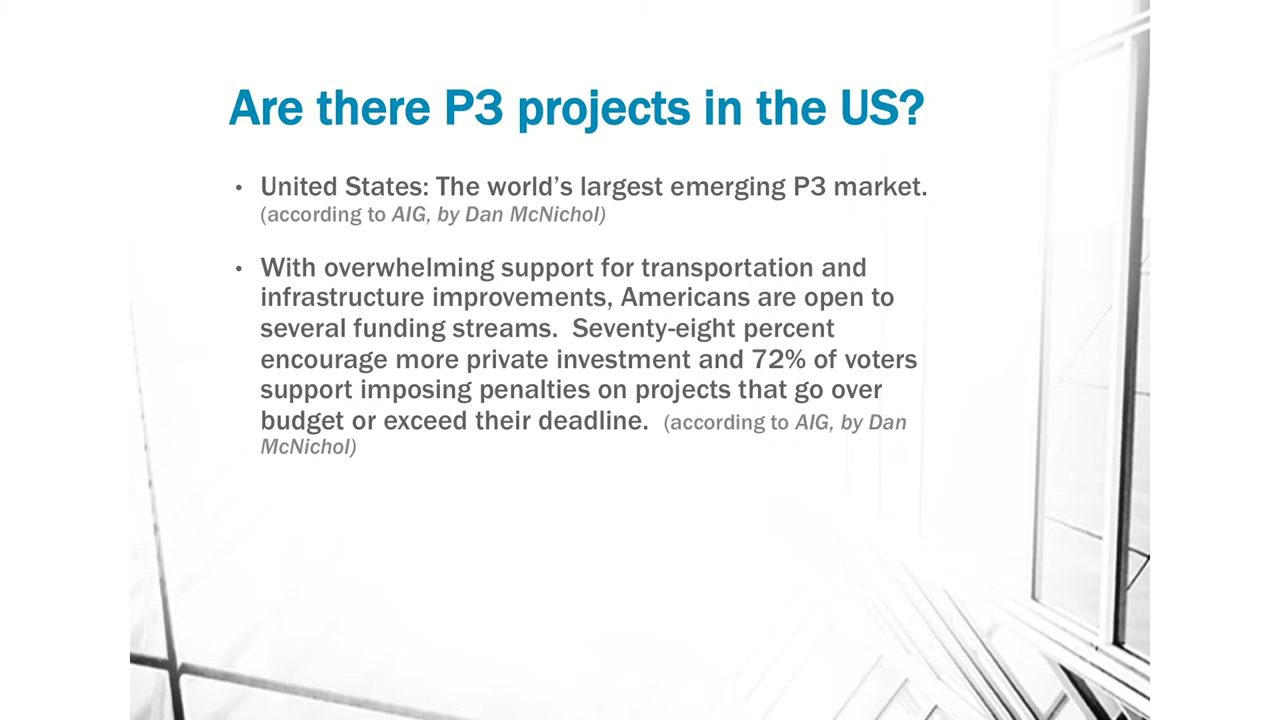 Are there P3 projects in the US?
• United States: The world's largest emerging P3 market.
(according to AIG, by Dan McNichol)
• With overwhelming support for transportation and
infrastructure improvements, Americans are open to
several funding streams.  Seventy-eight percent
encourage more private investment and 72% of voters
support imposing penalties on projects that go over
budget or exceed their deadline.  (according to AIG, by Dan
McNichol)